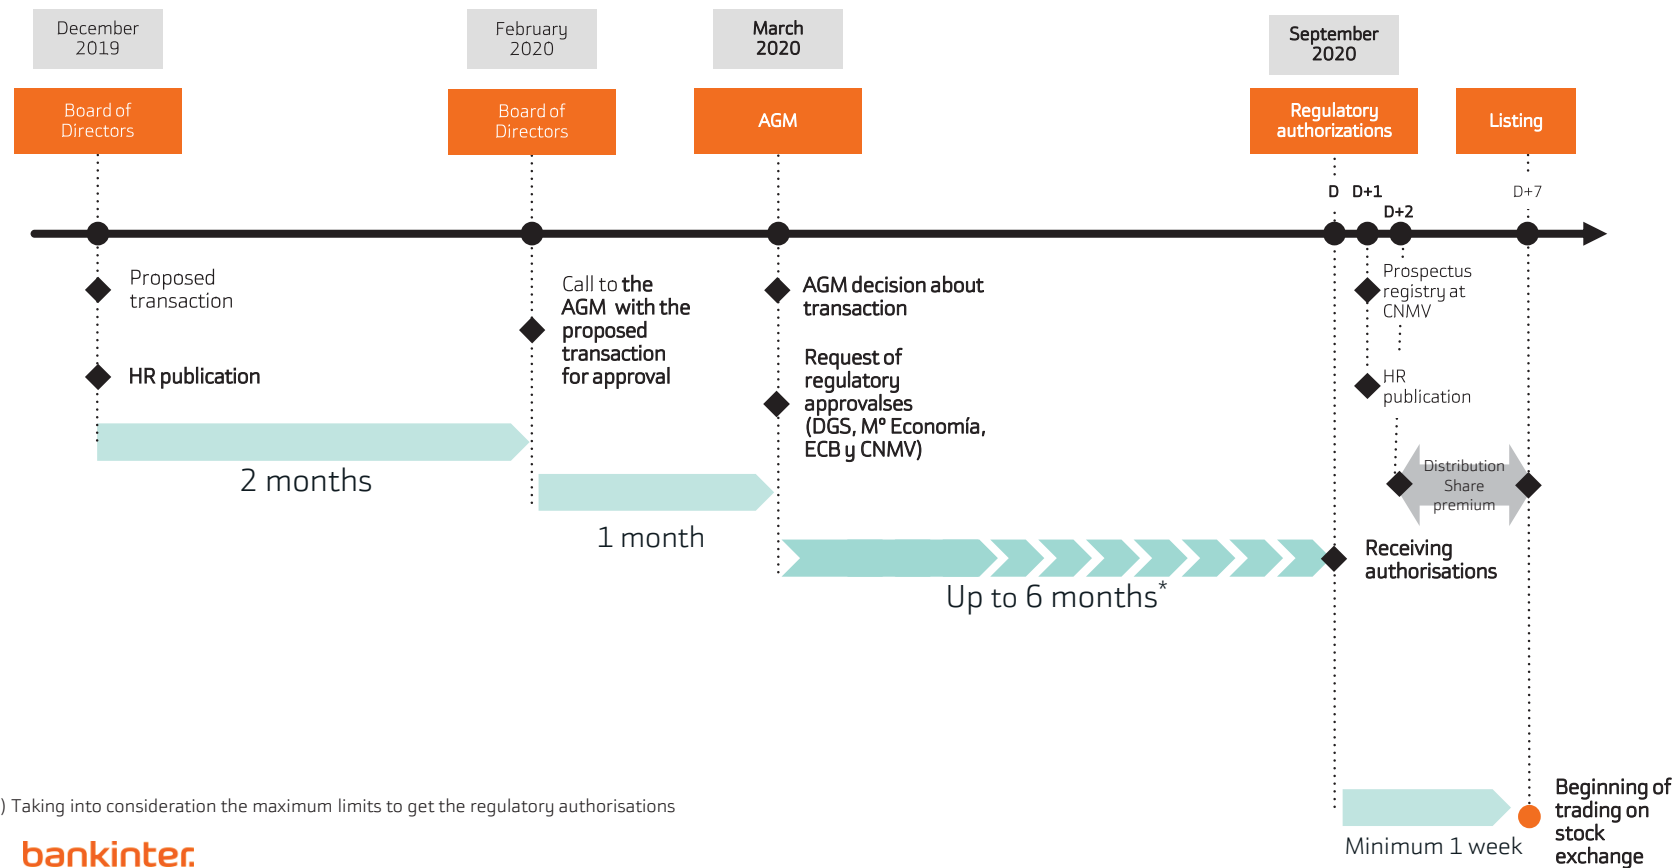 December
2019
February
2020
March
2020
September
2020
Board of
Directors
Board of
Directors
AGM
Regulatory
authorizations
Listing
D
D+1
D+2
D+7
Proposed
transaction
HR publication
Call to the
AGM with the
proposed
transaction
for approval
AGM decision about
transaction
Request of
regulatory
approvalses
(DGS, Mº Economía,
ECB y CNMV)
Prospectus
registry at
CNMV
HR
publication
Distribution
Share
premium
2 months
1 month
Up to 6 months*
Receiving
authorisations
Minimum 1 week
Beginning of
trading on
stock
exchange
) Taking into consideration the maximum limits to get the regulatory authorisations
bankinter.